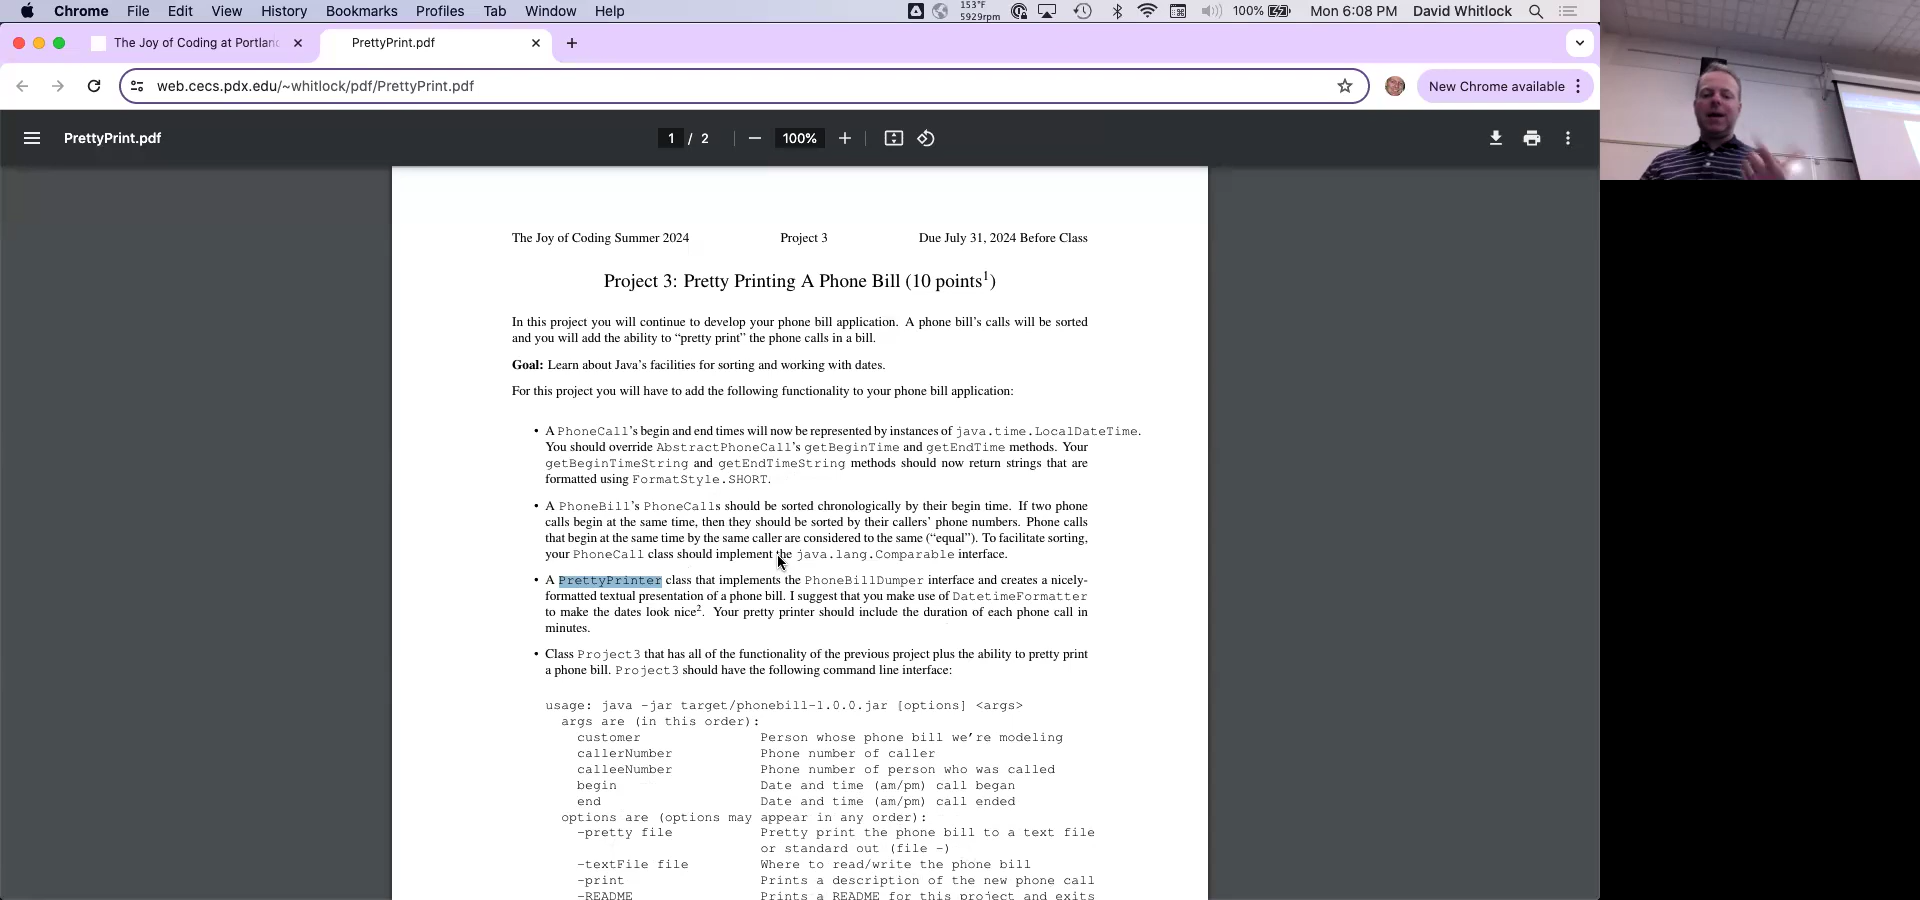 Chrome File Edit View History Bookmarks Profiles Tab Window Help 153°F 5929rpm 100% Mon 6:08 PM David Whitlock
The Joy of Coding at Portlan PrettyPrint.pdf
web.cecs.pdx.edu/~whitlock/pdf/PrettyPrint.pdf New Chrome available
PrettyPrint.pdf 1 / 2 100%
The Joy of Coding Summer 2024 Project 3 Due July 31, 2024 Before Class
Project 3: Pretty Printing A Phone Bill (10 points1)
In this project you will continue to develop your phone bill application. A phone bill's calls will be sorted
and you will add the ability to “pretty print” the phone calls in a bill.
Goal: Learn about Java's facilities for sorting and working with dates.
For this project you will have to add the following functionality to your phone bill application:
• A PhoneCall's begin and end times will now be represented by instances of java.time.LocalDateTime.
You should override AbstractPhoneCall's getBeginTime and getEndTime methods. Your
getBeginTimeString and getEndTimeString methods should now return strings that are
formatted using FormatStyle.SHORT.
• A PhoneBill's PhoneCalls should be sorted chronologically by their begin time. If two phone
calls begin at the same time, then they should be sorted by their callers' phone numbers. Phone calls
that begin at the same time by the same caller are considered to the same (“equal”). To facilitate sorting,
your PhoneCall class should implement the java.lang.Comparable interface.
• A PrettyPrinter class that implements the PhoneBillDumper interface and creates a nicely-
formatted textual presentation of a phone bill. I suggest that you make use of DatetimeFormatter
to make the dates look nice2. Your pretty printer should include the duration of each phone call in
minutes.
• Class Project3 that has all of the functionality of the previous project plus the ability to pretty print
a phone bill. Project3 should have the following command line interface:
usage: java -jar target/phonebill-1.0.0.jar [options] <args>
args are (in this order):
customer Person whose phone bill we're modeling
callerNumber Phone number of caller
calleeNumber Phone number of person who was called
begin Date and time (am/pm) call began
end Date and time (am/pm) call ended
options are (options may appear in any order):
-pretty file Pretty print the phone bill to a text file
or standard out (file -)
-textFile file Where to read/write the phone bill
-print Prints a description of the new phone call
-README Prints a README for this project and exits